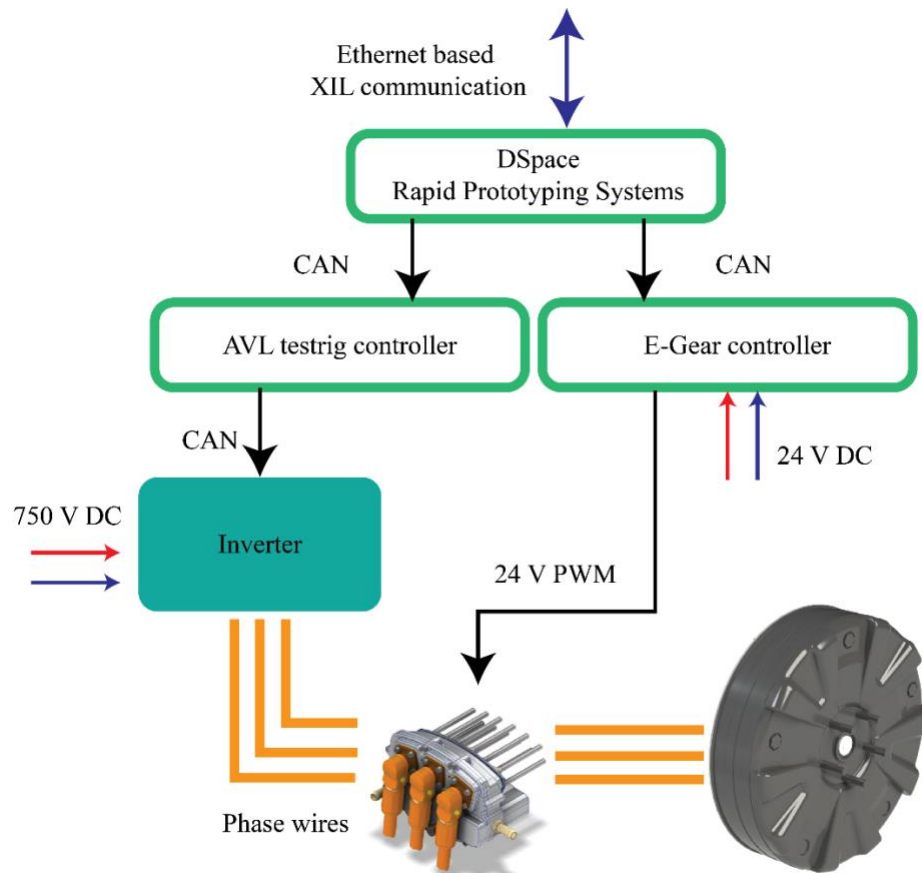 Ethernet based
XIL communication
DSpace
Rapid Prototyping Systems
CAN
CAN
AVL testrig controller
E-Gear controller
CAN
24 V DC
750 V DC
Inverter
24 V PWM
Phase wires